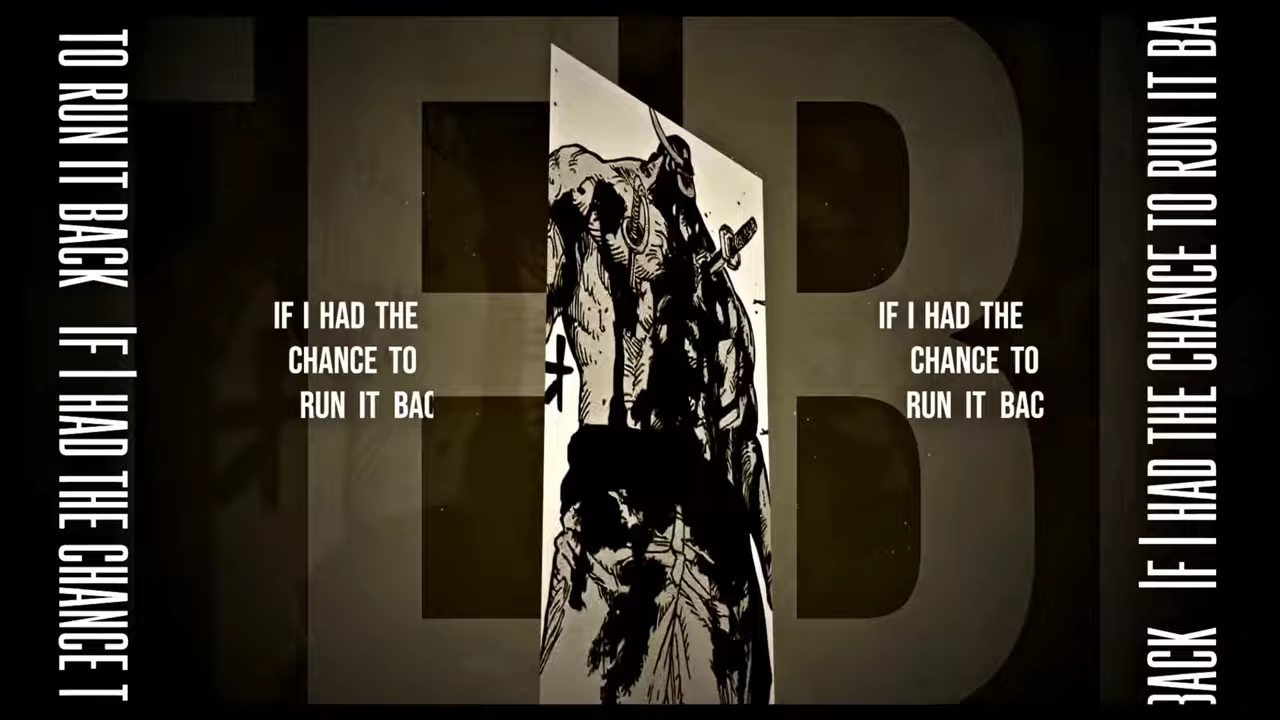 TO RUN IT BACK IF I HAD THE CHANCE T
IF I HAD THE
CHANCE TO
RUN IT BAC
EB
IF I HAD THE
CHANCE TO
RUN IT BAC
BACK IF I HAD THE CHANCE TO RUN IT BA